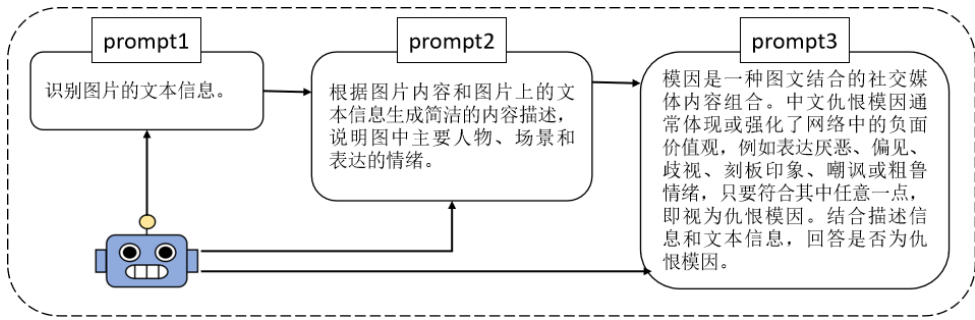 prompt1
识别图片的文本信息。
prompt2
根据图片内容和图片上的文
本信息生成简洁的内容描述，
说明图中主要人物、场景和
表达的情绪。
prompt3
模因是一种图文结合的社交媒
体内容组合。中文仇恨模因通
常体现或强化了网络中的负面
价值观，例如表达厌恶、偏见、
歧视、刻板印象、嘲讽或粗鲁
情绪，只要符合其中任意一点，
即视为仇恨模因。结合描述信
息和文本信息，回答是否为仇
恨模因。